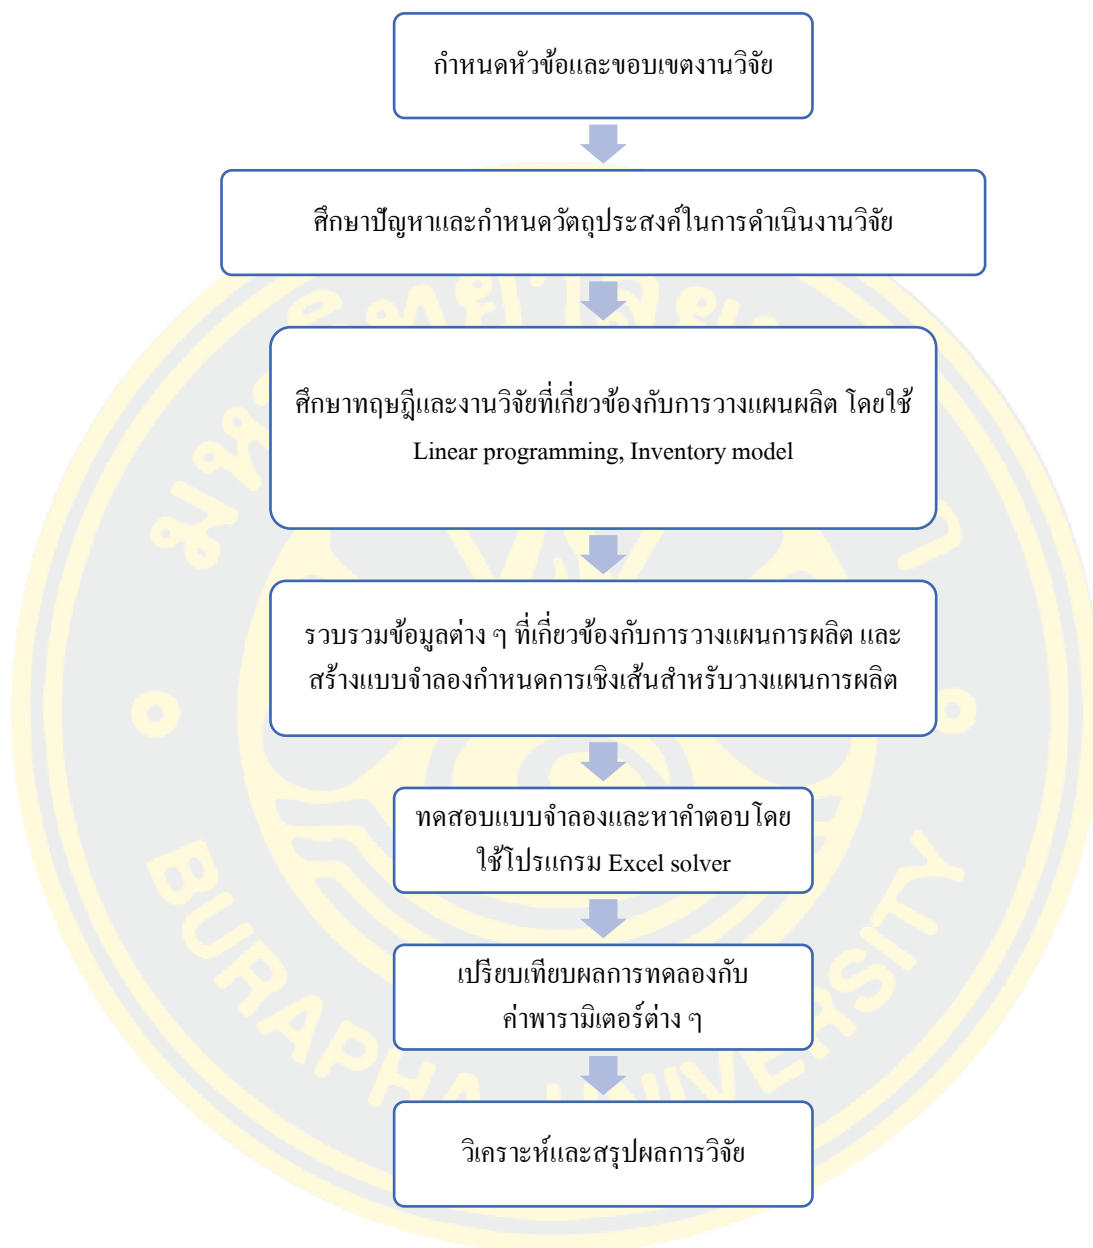 กำหนดหัวข้อและขอบเขตงานวิจัย
ศึกษาปัญหาและกำหนดวัตถุประสงค์ในการดำเนินงานวิจัย
ศึกษาทฤษฎีและงานวิจัยที่เกี่ยวข้องกับการวางแผนผลิต โดยใช้
Linear programming, Inventory model
รวบรวมข้อมูลต่าง ๆ ที่เกี่ยวข้องกับการวางแผนการผลิต และ
สร้างแบบจำลองกำหนดการเชิงเส้นสำหรับวางแผนการผลิต
ทดสอบแบบจำลองและหาคำตอบโดย
ใช้โปรแกรม Excel solver
เปรียบเทียบผลการทดลองกับ
ค่าพารามิเตอร์ต่าง ๆ
วิเคราะห์และสรุปผลการวิจัย
BURAPHA UNIVERSITY